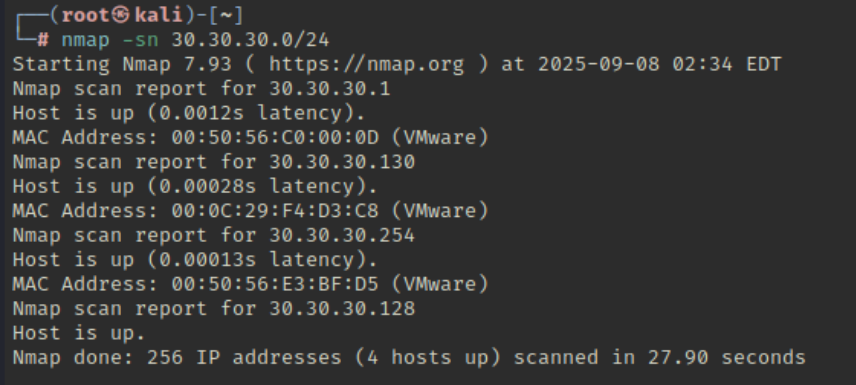 ┌──(root㉿kali)-[~]
└─# nmap -sn 30.30.30.0/24
Starting Nmap 7.93 ( https://nmap.org ) at 2025-09-08 02:34 EDT
Nmap scan report for 30.30.30.1
Host is up (0.0012s latency).
MAC Address: 00:50:56:C0:00:0D (VMware)
Nmap scan report for 30.30.30.130
Host is up (0.00028s latency).
MAC Address: 00:0C:29:F4:D3:C8 (VMware)
Nmap scan report for 30.30.30.254
Host is up (0.00013s latency).
MAC Address: 00:50:56:E3:BF:D5 (VMware)
Nmap scan report for 30.30.30.128
Host is up.
Nmap done: 256 IP addresses (4 hosts up) scanned in 27.90 seconds